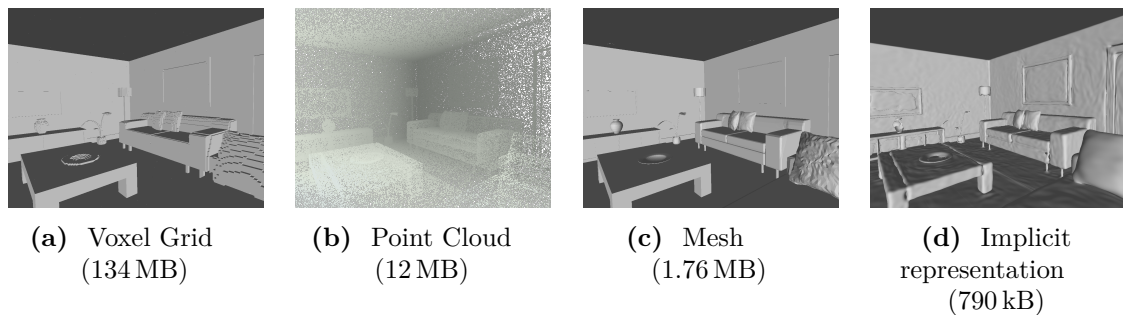 (a) Voxel Grid
(134 MB)
(b) Point Cloud
(12 MB)
(c) Mesh
(1.76 MB)
(d) Implicit
representation
(790 kB)